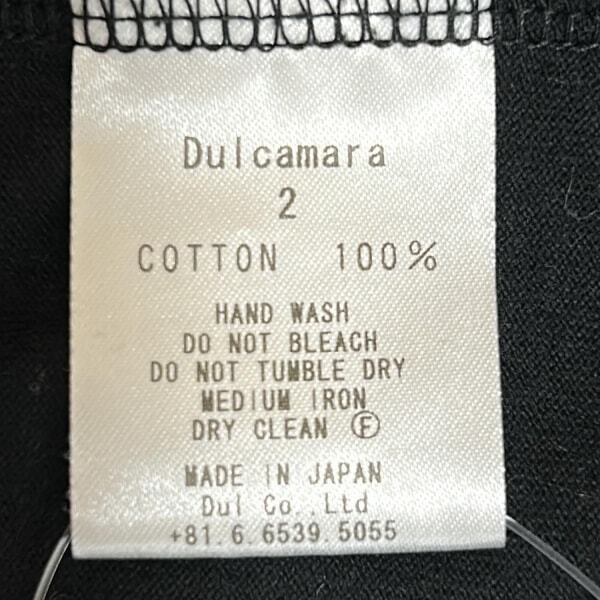 Dulcamara
2
COTTON 100%
HAND WASH
DO NOT BLEACH
DO NOT TUMBLE DRY
MEDIUM IRON
DRY CLEAN Ⓕ
MADE IN JAPAN
Dul Co.,Ltd
+81.6.6539.5055